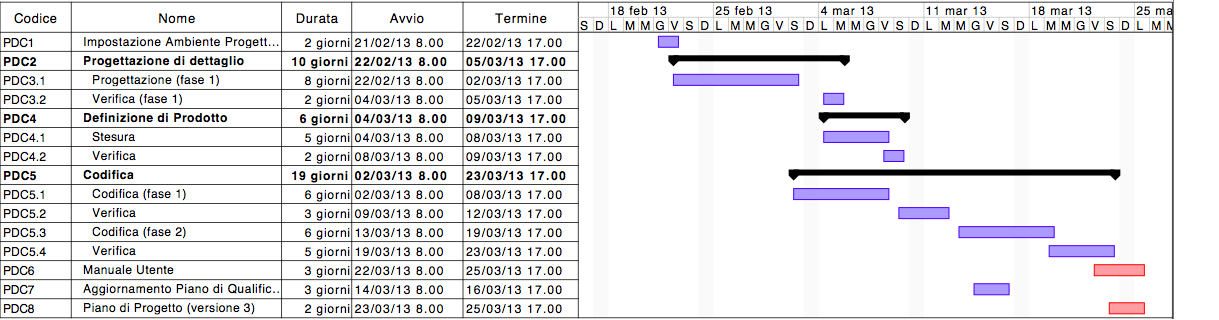 Codice Nome Durata Avvio Termine 18 feb 13 25 feb 13 4 mar 13 11 mar 13 18 mar 13 25 ma
S D L M M G V S D L M M G V S D L M M G V S D L M M G V S D L M M G V S D L M M
PDC1 Impostazione Ambiente Progett... 2 giorni 21/02/13 8.00 22/02/13 17.00
PDC2 Progettazione di dettaglio 10 giorni 22/02/13 8.00 05/03/13 17.00
PDC3.1 Progettazione (fase 1) 8 giorni 22/02/13 8.00 02/03/13 17.00
PDC3.2 Verifica (fase 1) 2 giorni 04/03/13 8.00 05/03/13 17.00
PDC4 Definizione di Prodotto 6 giorni 04/03/13 8.00 09/03/13 17.00
PDC4.1 Stesura 5 giorni 04/03/13 8.00 08/03/13 17.00
PDC4.2 Verifica 2 giorni 08/03/13 8.00 09/03/13 17.00
PDC5 Codifica 19 giorni 02/03/13 8.00 23/03/13 17.00
PDC5.1 Codifica (fase 1) 6 giorni 02/03/13 8.00 08/03/13 17.00
PDC5.2 Verifica 3 giorni 09/03/13 8.00 12/03/13 17.00
PDC5.3 Codifica (fase 2) 6 giorni 13/03/13 8.00 19/03/13 17.00
PDC5.4 Verifica 5 giorni 19/03/13 8.00 23/03/13 17.00
PDC6 Manuale Utente 3 giorni 22/03/13 8.00 25/03/13 17.00
PDC7 Aggiornamento Piano di Qualific... 3 giorni 14/03/13 8.00 16/03/13 17.00
PDC8 Piano di Progetto (versione 3) 2 giorni 23/03/13 8.00 25/03/13 17.00